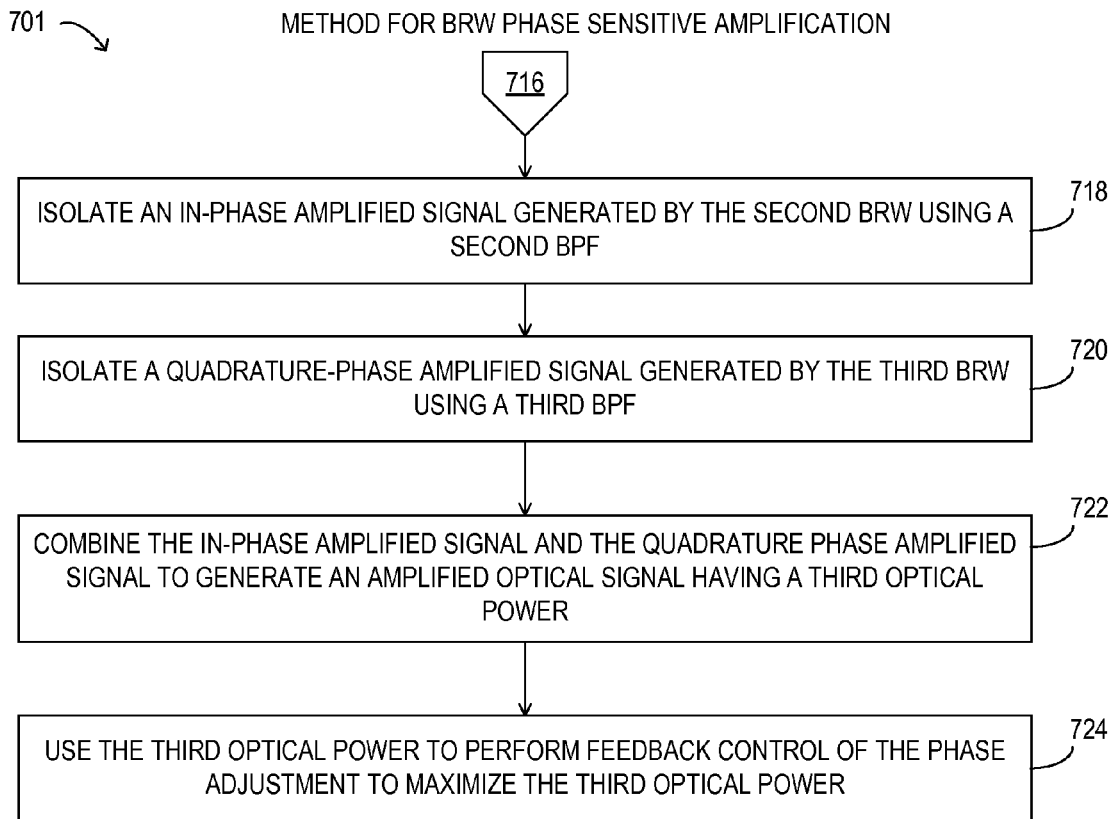 701
METHOD FOR BRW PHASE SENSITIVE AMPLIFICATION
716
ISOLATE AN IN-PHASE AMPLIFIED SIGNAL GENERATED BY THE SECOND BRW USING A
SECOND BPF
718
ISOLATE A QUADRATURE-PHASE AMPLIFIED SIGNAL GENERATED BY THE THIRD BRW
USING A THIRD BPF
720
COMBINE THE IN-PHASE AMPLIFIED SIGNAL AND THE QUADRATURE PHASE AMPLIFIED
SIGNAL TO GENERATE AN AMPLIFIED OPTICAL SIGNAL HAVING A THIRD OPTICAL
POWER
722
USE THE THIRD OPTICAL POWER TO PERFORM FEEDBACK CONTROL OF THE PHASE
ADJUSTMENT TO MAXIMIZE THE THIRD OPTICAL POWER
724